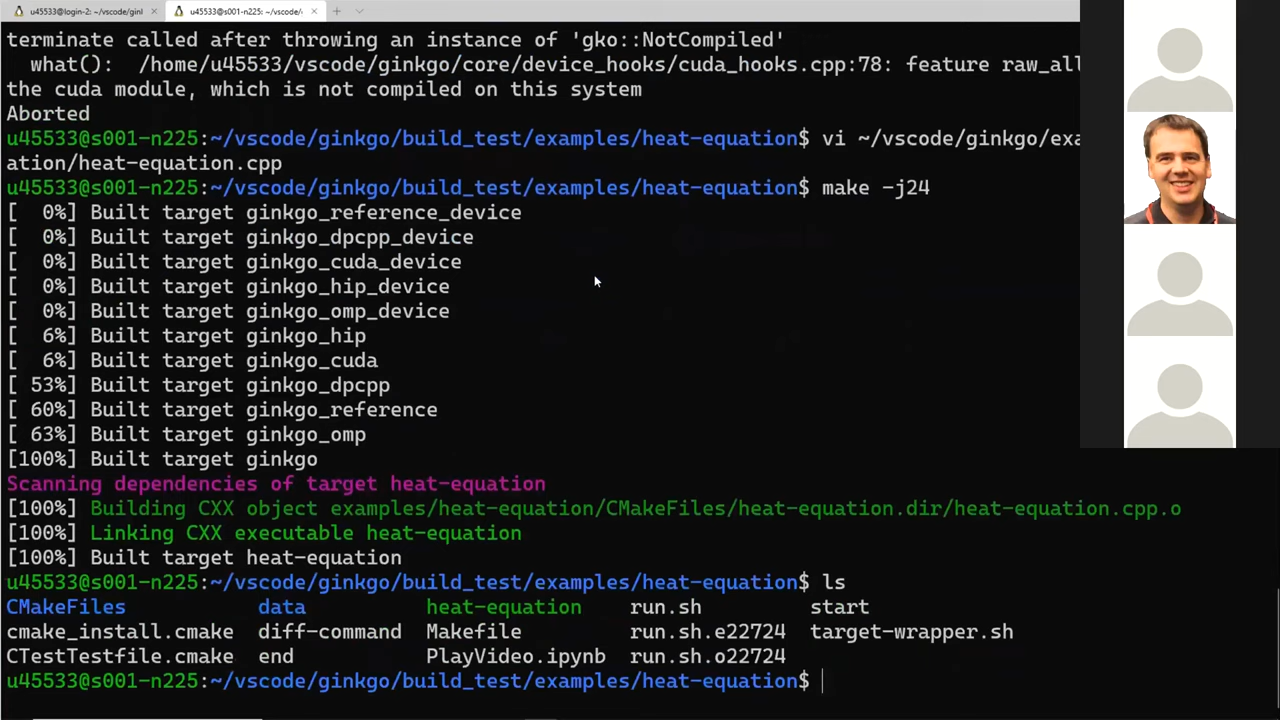 u45533@login-2: ~/vscode/ginl
u45533@s001-n225: ~/vscode/
terminate called after throwing an instance of 'gko::NotCompiled'
what(): /home/u45533/vscode/ginkgo/core/device_hooks/cuda_hooks.cpp:78: feature raw_all
the cuda module, which is not compiled on this system
Aborted
u45533@s001-n225:~/vscode/ginkgo/build_test/examples/heat-equation$ vi ~/vscode/ginkgo/exa
ation/heat-equation.cpp
u45533@s001-n225:~/vscode/ginkgo/build_test/examples/heat-equation$ make -j24
[ 0%] Built target ginkgo_reference_device
[ 0%] Built target ginkgo_dpcpp_device
[ 0%] Built target ginkgo_cuda_device
[ 0%] Built target ginkgo_hip_device
[ 0%] Built target ginkgo_omp_device
[ 6%] Built target ginkgo_hip
[ 6%] Built target ginkgo_cuda
[ 53%] Built target ginkgo_dpcpp
[ 60%] Built target ginkgo_reference
[ 63%] Built target ginkgo_omp
[100%] Built target ginkgo
Scanning dependencies of target heat-equation
[100%] Building CXX object examples/heat-equation/CMakeFiles/heat-equation.dir/heat-equation.cpp.o
[100%] Linking CXX executable heat-equation
[100%] Built target heat-equation
u45533@s001-n225:~/vscode/ginkgo/build_test/examples/heat-equation$ ls
CMakeFiles data heat-equation run.sh start
cmake_install.cmake diff-command Makefile run.sh.e22724 target-wrapper.sh
CTestTestfile.cmake end PlayVideo.ipynb run.sh.o22724
u45533@s001-n225:~/vscode/ginkgo/build_test/examples/heat-equation$